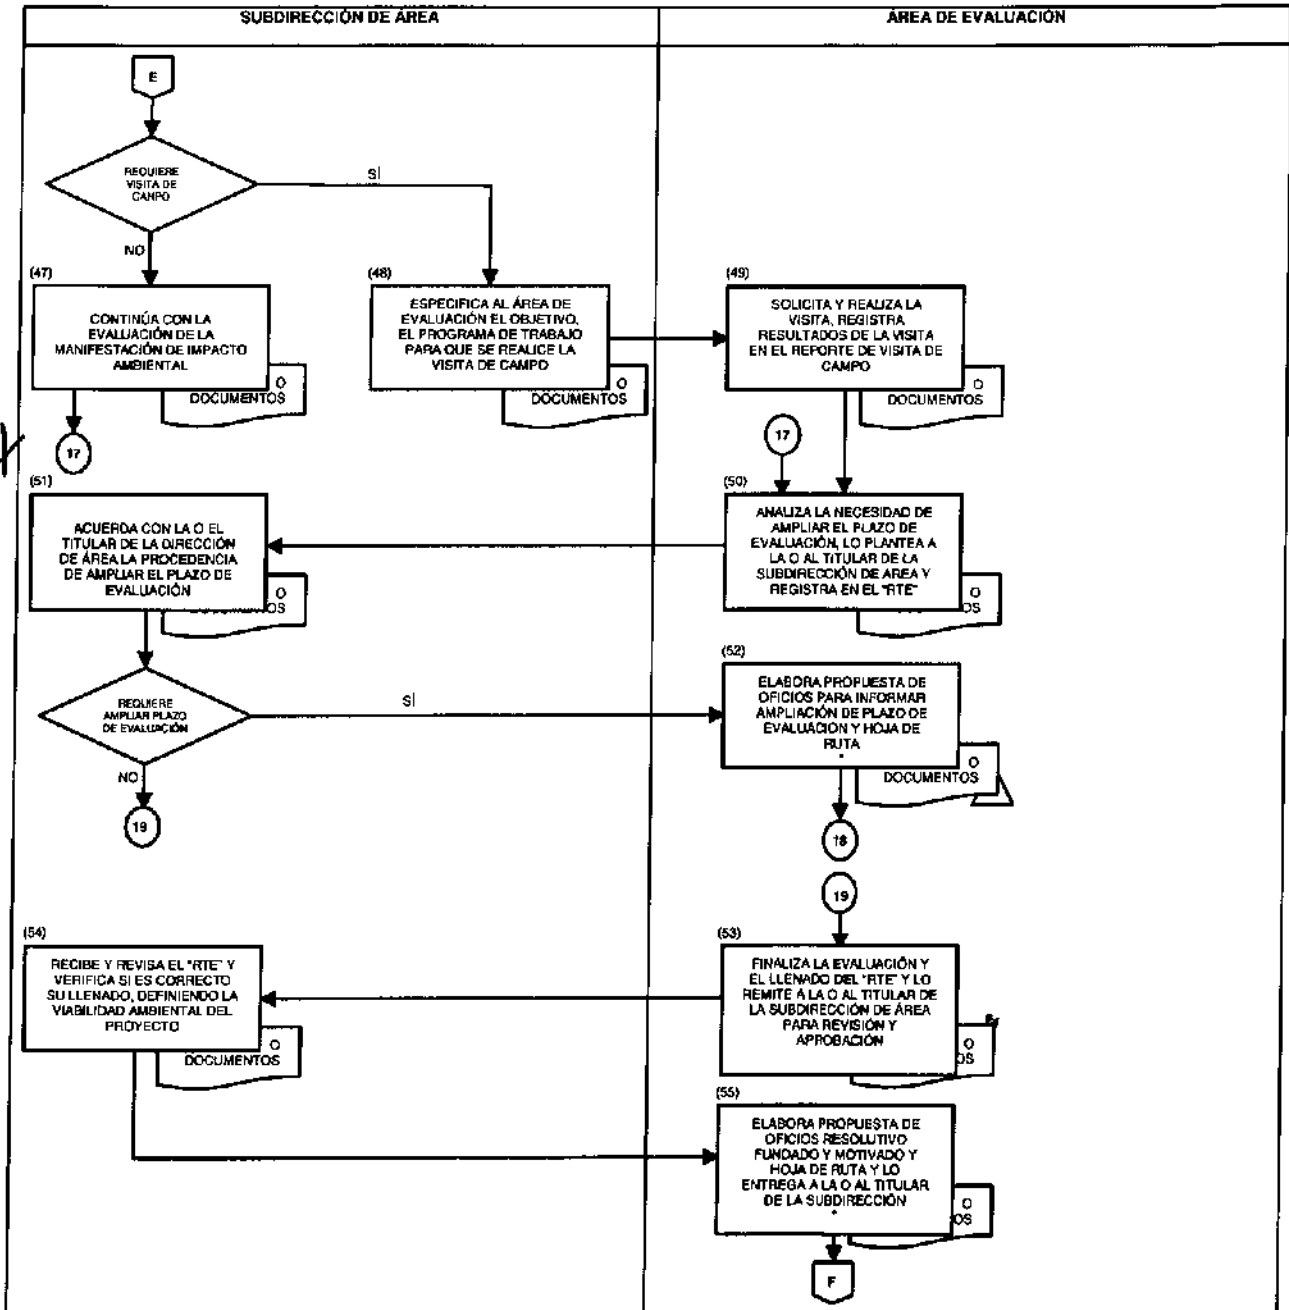 SUBDIRECCIÓN DE ÁREA
ÁREA DE EVALUACIÓN
E
REQUIERE
VISITA DE
CAMPO
SÍ
NO
(47)
CONTINÚA CON LA
EVALUACIÓN DE LA
MANIFESTACIÓN DE IMPACTO
AMBIENTAL
O
DOCUMENTOS
17
(48)
ESPECIFICA AL ÁREA DE
EVALUACIÓN EL OBJETIVO,
EL PROGRAMA DE TRABAJO
PARA QUE SE REALICE LA
VISITA DE CAMPO
O
DOCUMENTOS
(49)
SOLICITA Y REALIZA LA
VISITA, REGISTRA
RESULTADOS DE LA VISITA
EN EL REPORTE DE VISITA DE
CAMPO
O
DOCUMENTOS
17
(50)
ANALIZA LA NECESIDAD DE
AMPLIAR EL PLAZO DE
EVALUACIÓN, LO PLANTEA A
LA O AL TITULAR DE LA
SUBDIRECCIÓN DE AREA Y
REGISTRA EN EL "RTE"
O
OS
(51)
ACUERDA CON LA O EL
TITULAR DE LA DIRECCIÓN
DE ÁREA LA PROCEDENCIA
DE AMPLIAR EL PLAZO DE
EVALUACIÓN
O
REQUIERE
AMPLIAR PLAZO
DE EVALUACIÓN
SÍ
NO
19
(52)
ELABORA PROPUESTA DE
OFICIOS PARA INFORMAR
AMPLIACIÓN DE PLAZO DE
EVALUACION Y HOJA DE
RUTA
*
O
DOCUMENTOS
18
19
(53)
FINALIZA LA EVALUACIÓN Y
EL LLENADO DEL "RTE" Y LO
REMITE A LA O AL TITULAR DE
LA SUBDIRECCIÓN DE ÁREA
PARA REVISIÓN Y
APROBACIÓN
O
OS
(54)
RECIBE Y REVISA EL "RTE" Y
VERIFICA SI ES CORRECTO
SU LLENADO, DEFINIENDO LA
VIABILIDAD AMBIENTAL DEL
PROYECTO
O
DOCUMENTOS
(55)
ELABORA PROPUESTA DE
OFICIOS RESOLUTIVO
FUNDADO Y MOTIVADO Y
HOJA DE RUTA Y LO
ENTREGA A LA O AL TITULAR
DE LA SUBDIRECCIÓN
*
O
OS
F